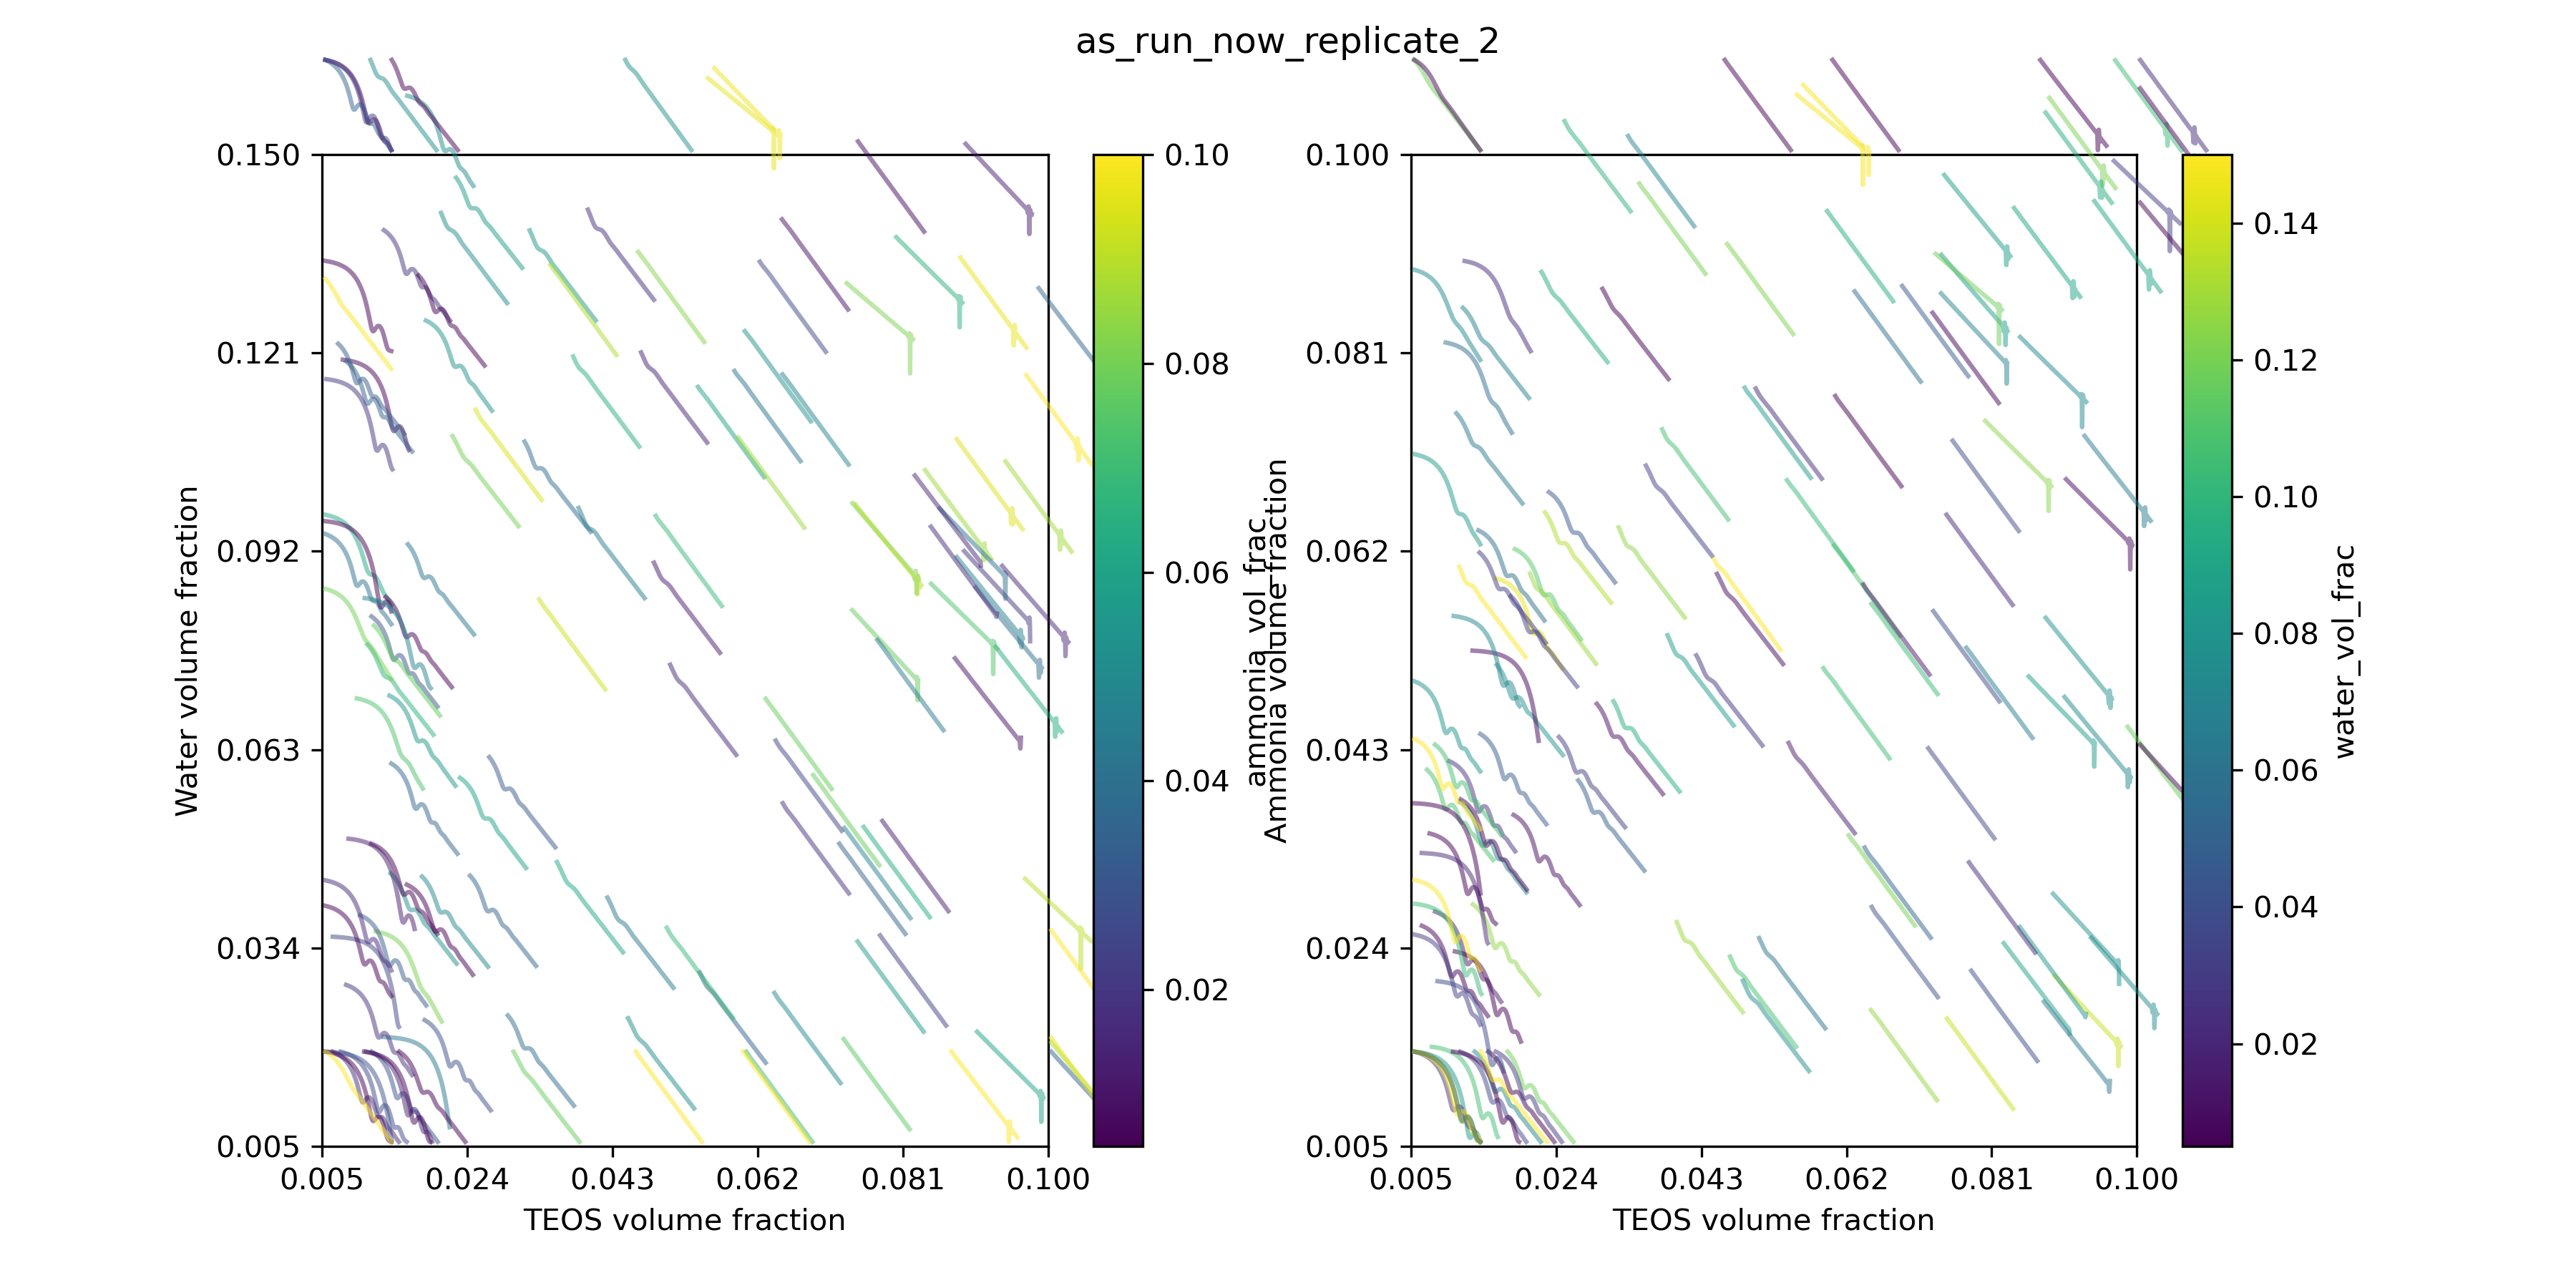 as_run_now_replicate_2
0.150
0.121
0.092
0.063
0.034
0.005
Water volume fraction
0.005 0.024 0.043 0.062 0.081 0.100
TEOS volume fraction
0.10
0.08
0.06
0.04
0.02
ammonia_vol_frac
0.100
0.081
0.062
0.043
0.024
0.005
Ammonia volume fraction
0.005 0.024 0.043 0.062 0.081 0.100
TEOS volume fraction
0.14
0.12
0.10
0.08
0.06
0.04
0.02
water_vol_frac